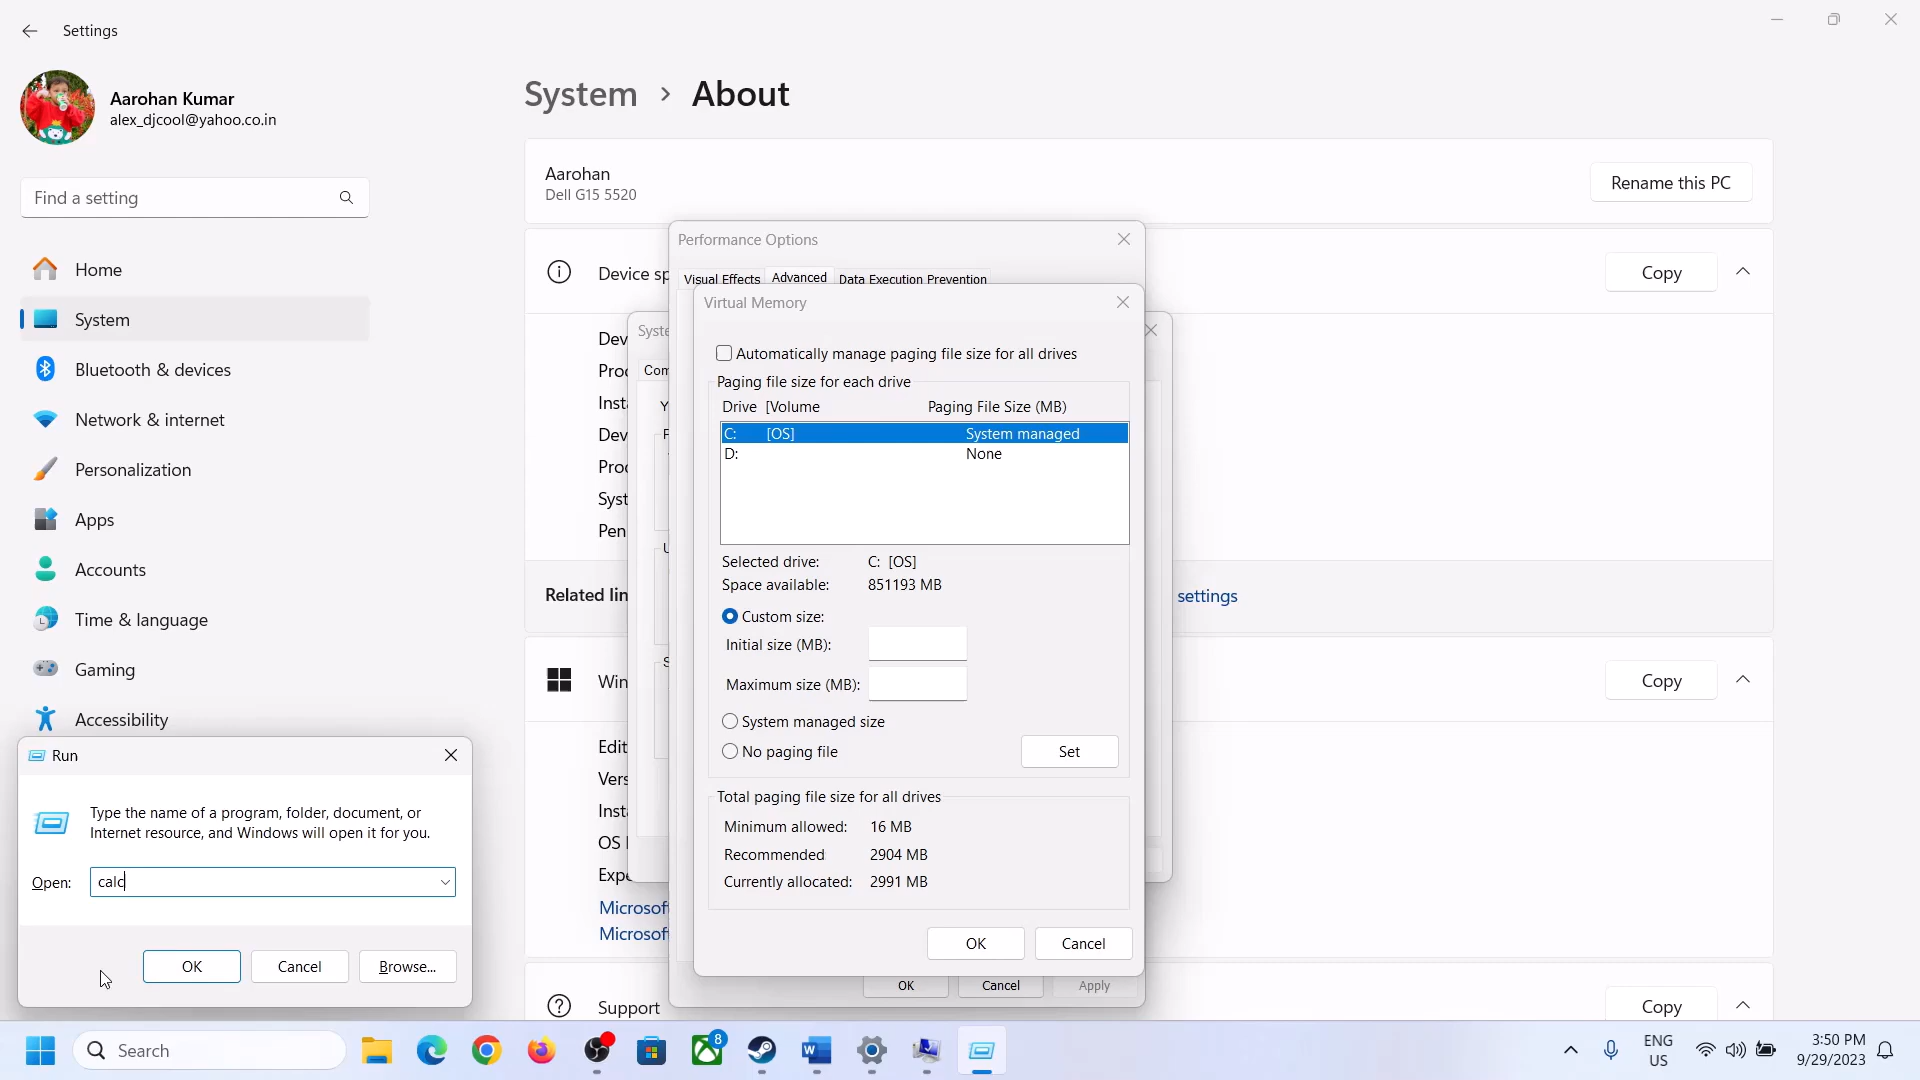 Settings
Aarohan Kumar
alex_djcool@yahoo.co.in
Find a setting
Home
System
Bluetooth & devices
Network & internet
Personalization
Apps
Accounts
Time & language
Gaming
Accessibility
System > About
Aarohan
Dell G15 5520
Rename this PC
Device sp
Copy
Dev
Proc
Inst
Dev
Proc
Syst
Pen
Related lin
settings
Win
Copy
Edit
Vers
Insta
OS
Expe
Microsof
Microsof
Support
Copy
Syste
Com
Y
Performance Options
Visual Effects Advanced Data Execution Prevention
OK Cancel Apply
Virtual Memory
Automatically manage paging file size for all drives
Paging file size for each drive
Drive [Volume Paging File Size (MB)
C: [OS] System managed
D: None
Selected drive: C: [OS]
Space available: 851193 MB
Custom size:
Initial size (MB):
Maximum size (MB):
System managed size
No paging file
Set
Total paging file size for all drives
Minimum allowed: 16 MB
Recommended 2904 MB
Currently allocated: 2991 MB
OK Cancel
Run
Type the name of a program, folder, document, or
Internet resource, and Windows will open it for you.
Open: calc
OK Cancel Browse...
Search
8
ENG
US
3:50 PM
9/29/2023